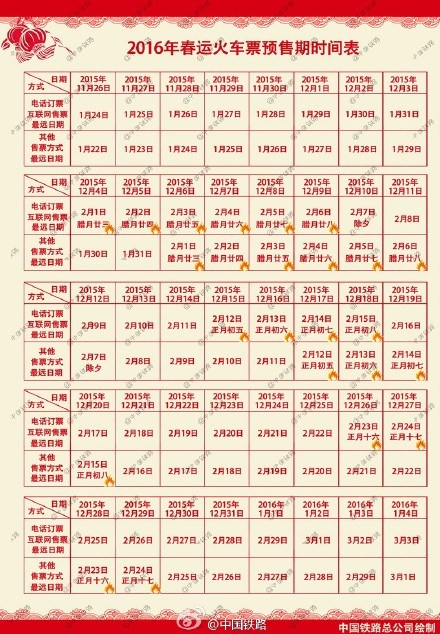 2016年春运火车票预售期时间表
日期 2015年 2015年 2015年 2015年 2015年 2015年 2015年 2015年
方式 11月26日 11月27日 11月28日 11月29日 11月30日 12月1日 12月2日 12月3日
电话订票
互联网售票 1月24日 1月25日 1月26日 1月27日 1月28日 1月29日 1月30日 1月31日
最远日期
其他
售票方式 1月22日 1月23日 1月24日 1月25日 1月26日 1月27日 1月28日 1月29日
最远日期
日期 2015年 2015年 2015年 2015年 2015年 2015年 2015年 2015年
方式 12月4日 12月5日 12月6日 12月7日 12月8日 12月9日 12月10日 12月11日
电话订票 2月1日 2月2日 2月3日 2月4日 2月5日 2月6日 2月7日 2月8日
互联网售票 腊月廿三 腊月廿四 腊月廿五 腊月廿六 腊月廿七 腊月廿八 除夕
最远日期
其他 2月1日 2月2日 2月3日 2月4日 2月5日 2月6日
售票方式 1月30日 1月31日 腊月廿三 腊月廿四 腊月廿五 腊月廿六 腊月廿七 腊月廿八
最远日期
日期 2015年 2015年 2015年 2015年 2015年 2015年 2015年 2015年
方式 12月12日 12月13日 12月14日 12月15日 12月16日 12月17日 12月18日 12月19日
电话订票 2月12日 2月13日 2月14日 2月15日
互联网售票 2月9日 2月10日 2月11日 正月初五 正月初六 正月初七 正月初八 2月16日
最远日期
其他 2月7日 2月12日 2月13日 2月14日
售票方式 除夕 2月8日 2月9日 2月10日 2月11日 正月初五 正月初六 正月初七
最远日期
日期 2015年 2015年 2015年 2015年 2015年 2015年 2015年 2015年
方式 12月20日 12月21日 12月22日 12月23日 12月24日 12月25日 12月26日 12月27日
电话订票 2月23日 2月24日
互联网售票 2月17日 2月18日 2月19日 2月20日 2月21日 2月22日 正月十六 正月十七
最远日期
其他 2月15日
售票方式 正月初八 2月16日 2月17日 2月18日 2月19日 2月20日 2月21日 2月22日
最远日期
日期 2015年 2015年 2015年 2015年 2016年 2016年 2016年 2016年
方式 12月28日 12月29日 12月30日 12月31日 1月1日 1月2日 1月3日 1月4日
电话订票
互联网售票 2月25日 2月26日 2月27日 2月28日 2月29日 3月1日 3月2日 3月3日
最远日期
其他 2月23日 2月24日
售票方式 正月十六 正月十七 2月25日 2月26日 2月27日 2月28日 2月29日 3月1日
最远日期
@中国铁路
中国铁路总公司绘制